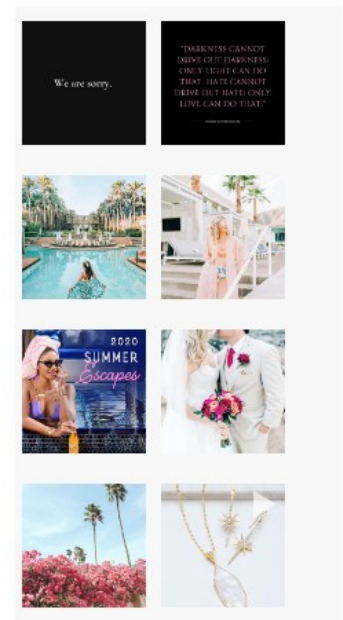 We are sorry.
"DARKNESS CANNOT
DRIVE OUT DARKNESS:
ONLY LIGHT CAN DO
THAT. HATE CANNOT
DRIVE OUT HATE: ONLY
LOVE CAN DO THAT."
2020
SUMMER
Escapes